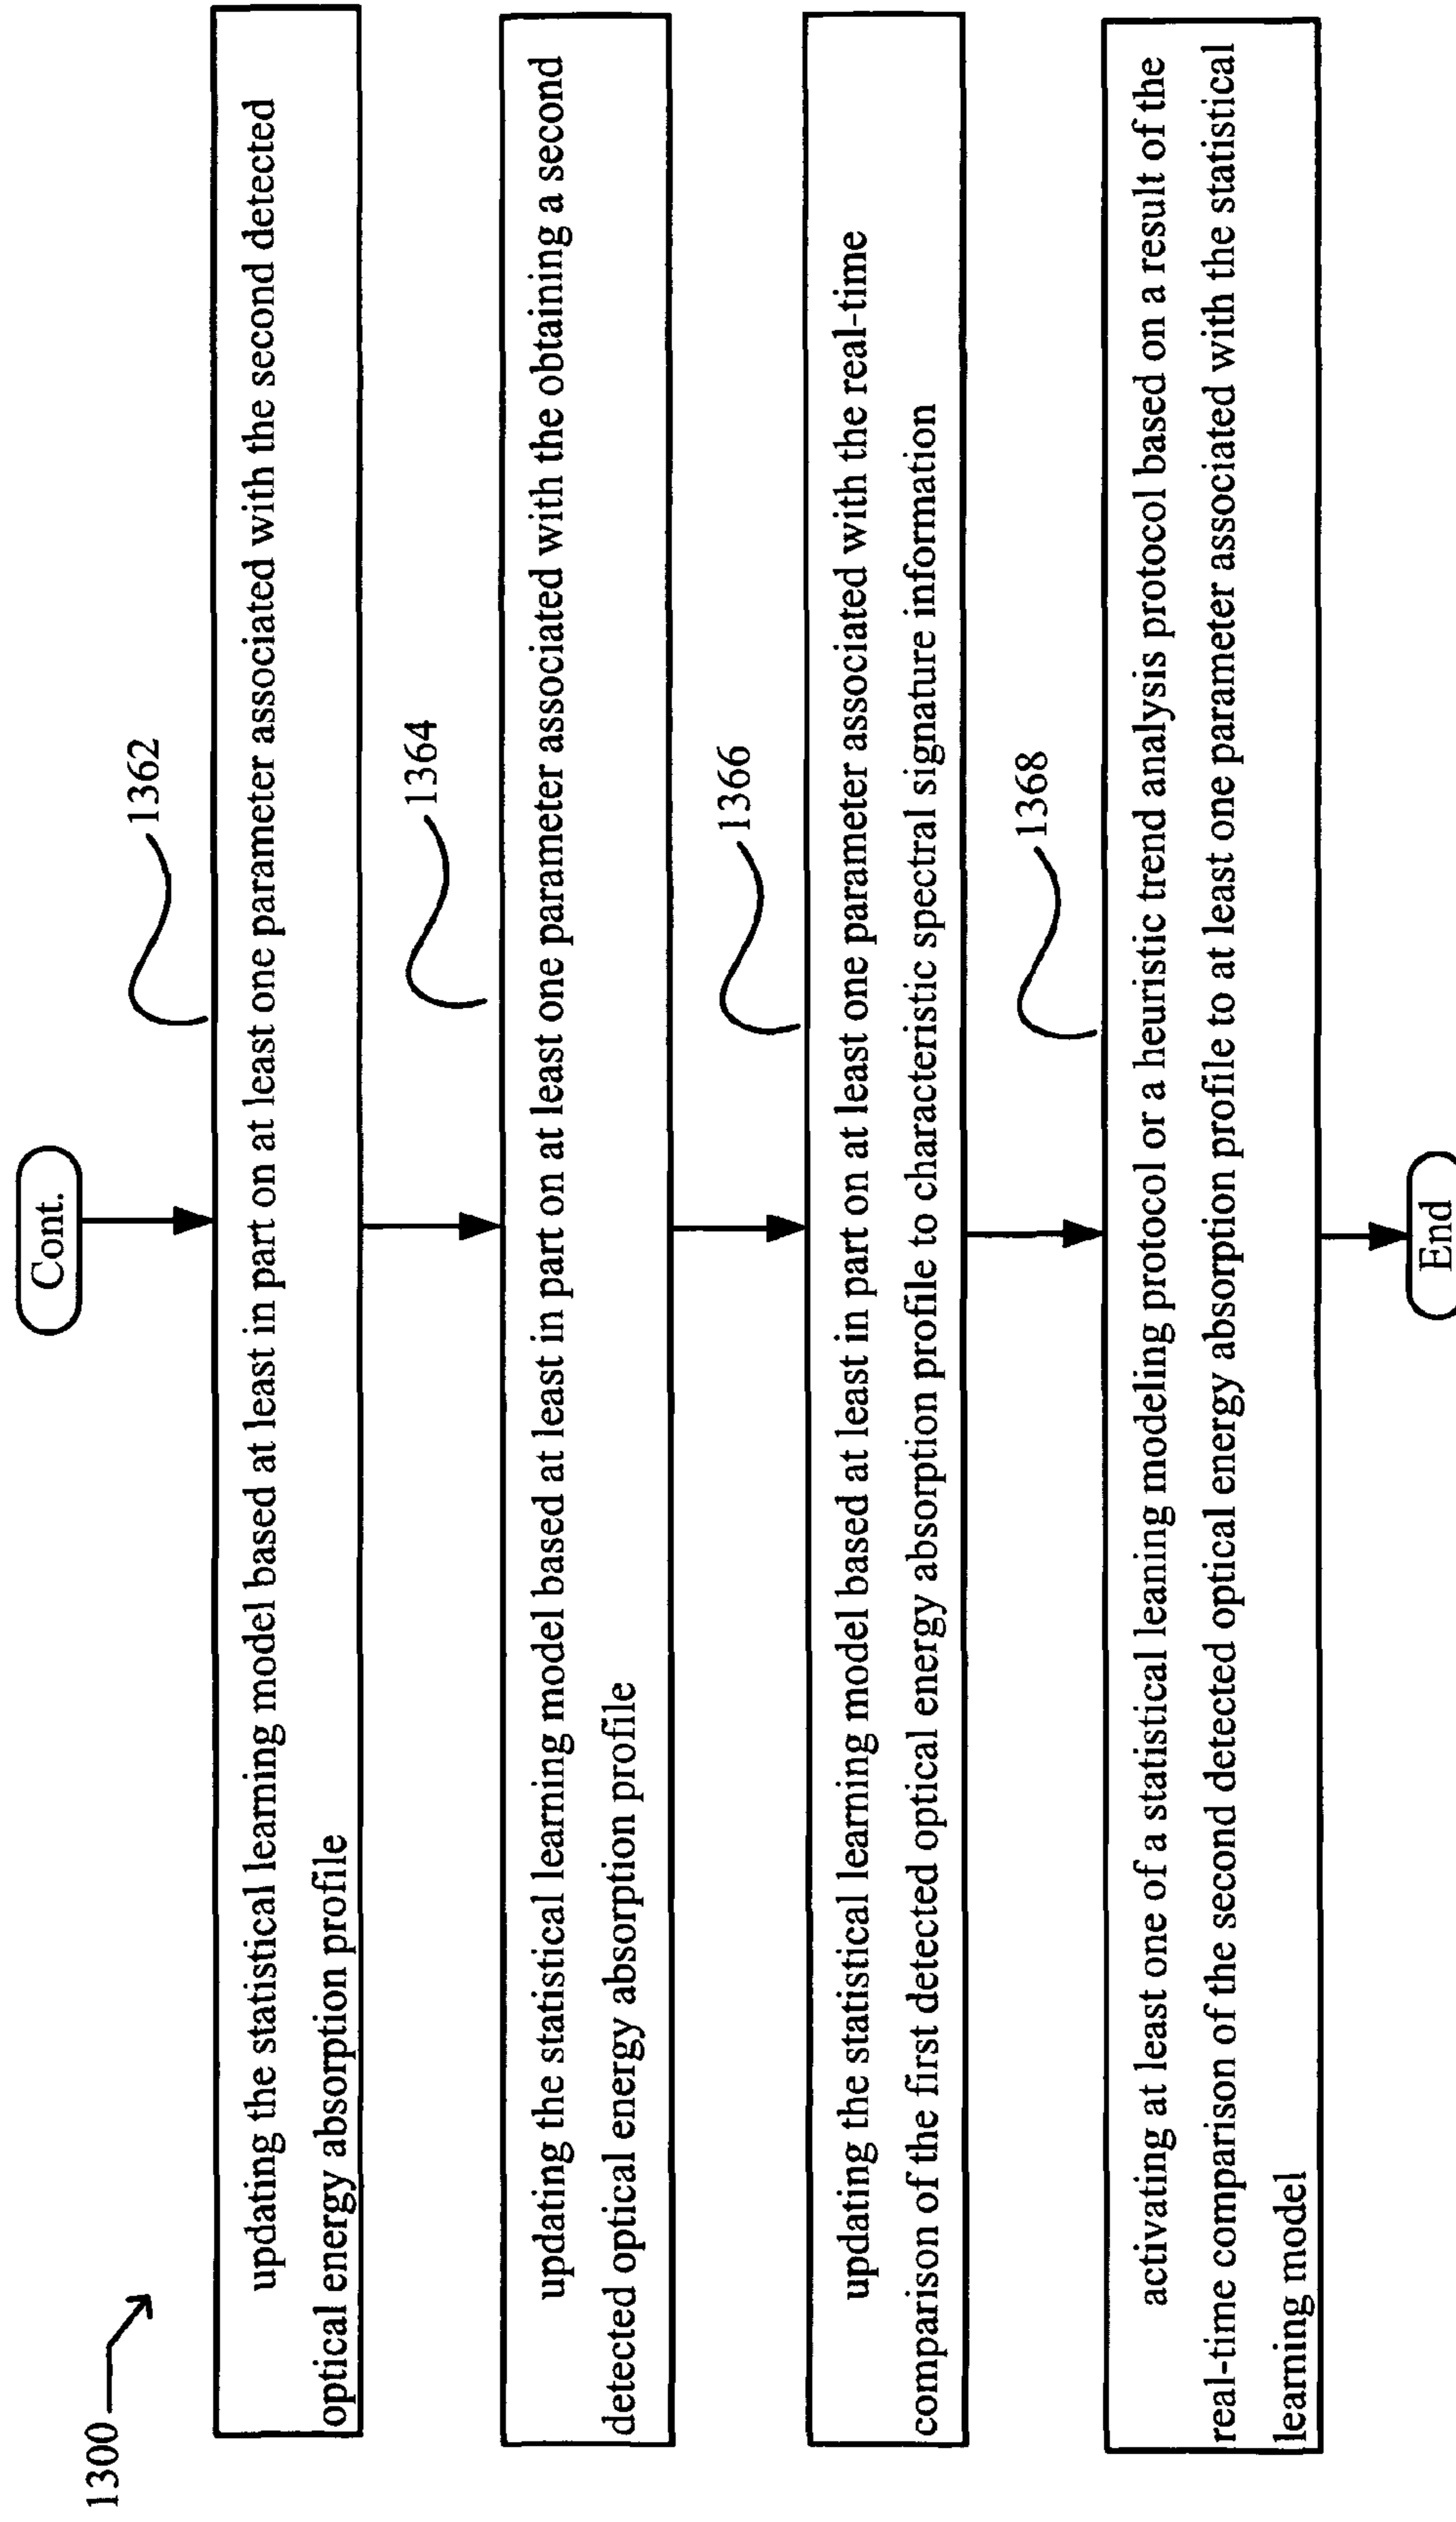 1300
Cont.
1362
updating the statistical learning model based at least in part on at least one parameter associated with the second detected
optical energy absorption profile
1364
updating the statistical learning model based at least in part on at least one parameter associated with the obtaining a second
detected optical energy absorption profile
1366
updating the statistical learning model based at least in part on at least one parameter associated with the real-time
comparison of the first detected optical energy absorption profile to characteristic spectral signature information
1368
activating at least one of a statistical leaning modeling protocol or a heuristic trend analysis protocol based on a result of the
real-time comparison of the second detected optical energy absorption profile to at least one parameter associated with the statistical
learning model
End